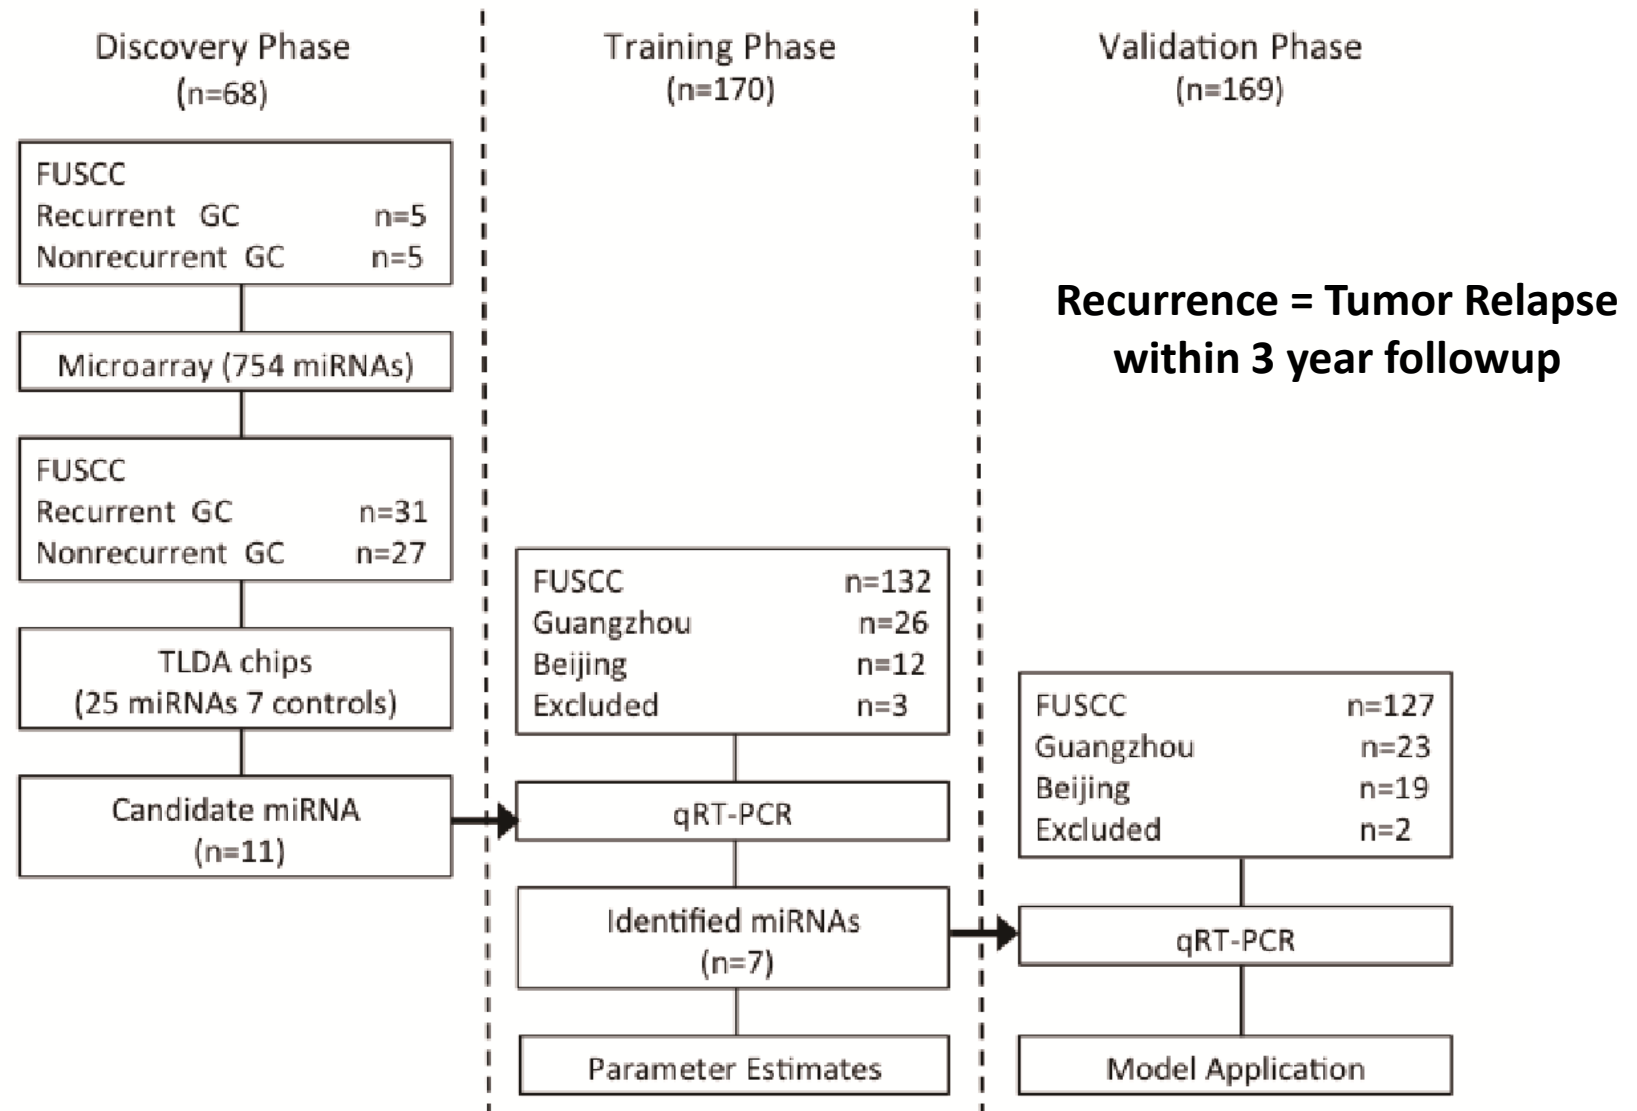 Discovery Phase
(n=68)
FUSCC
Recurrent GC n=5
Nonrecurrent GC n=5
Microarray (754 miRNAs)
FUSCC
Recurrent GC n=31
Nonrecurrent GC n=27
TLDA chips
(25 miRNAs 7 controls)
Candidate miRNA
(n=11)
Training Phase
(n=170)
FUSCC n=132
Guangzhou n=26
Beijing n=12
Excluded n=3
qRT-PCR
Identified miRNAs
(n=7)
Parameter Estimates
Validation Phase
(n=169)
Recurrence = Tumor Relapse
within 3 year followup
FUSCC n=127
Guangzhou n=23
Beijing n=19
Excluded n=2
qRT-PCR
Model Application